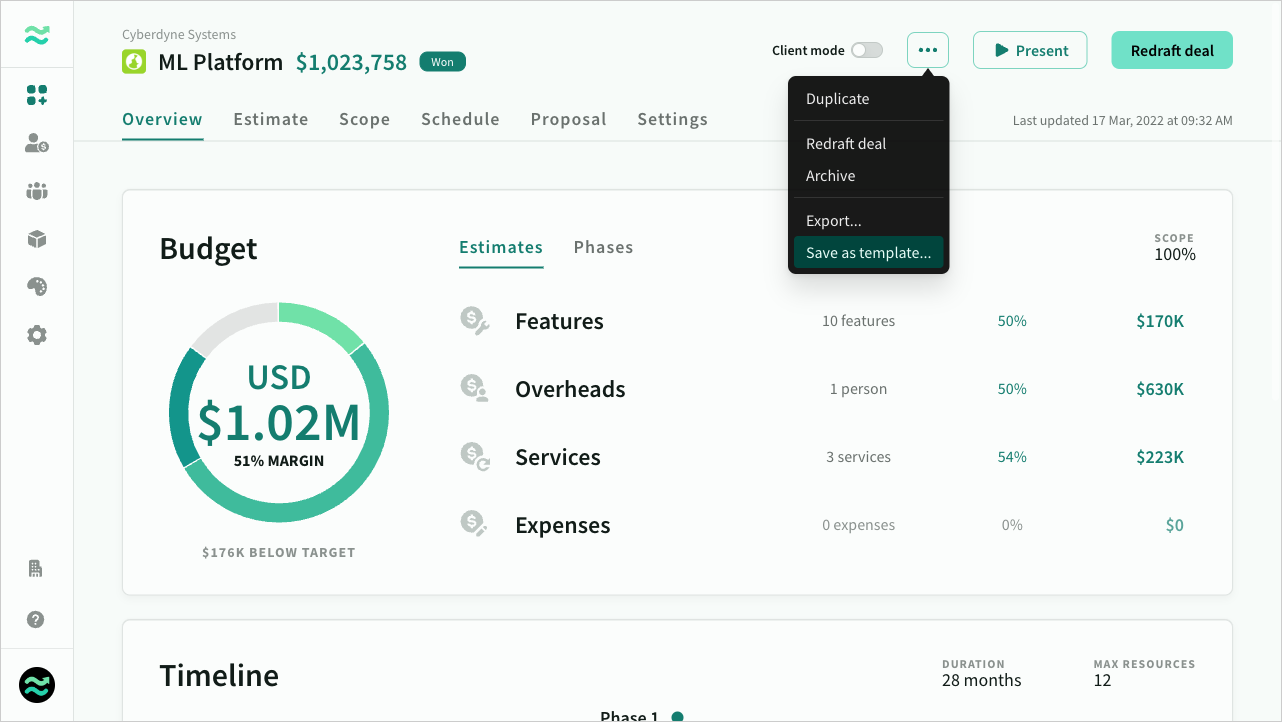 Cyberdyne Systems
ML Platform $1,023,758 Won
Client mode
Present
Redraft deal
Overview Estimate Scope Schedule Proposal Settings
Last updated 17 Mar, 2022 at 09:32 AM
Duplicate
Redraft deal
Archive
Export...
Save as template...
Budget
Estimates Phases
SCOPE
100%
USD
$1.02M
51% MARGIN
$176K BELOW TARGET
Features 10 features 50% $170K
Overheads 1 person 50% $630K
Services 3 services 54% $223K
Expenses 0 expenses 0% $0
Timeline
DURATION
28 months
MAX RESOURCES
12
Phase 1